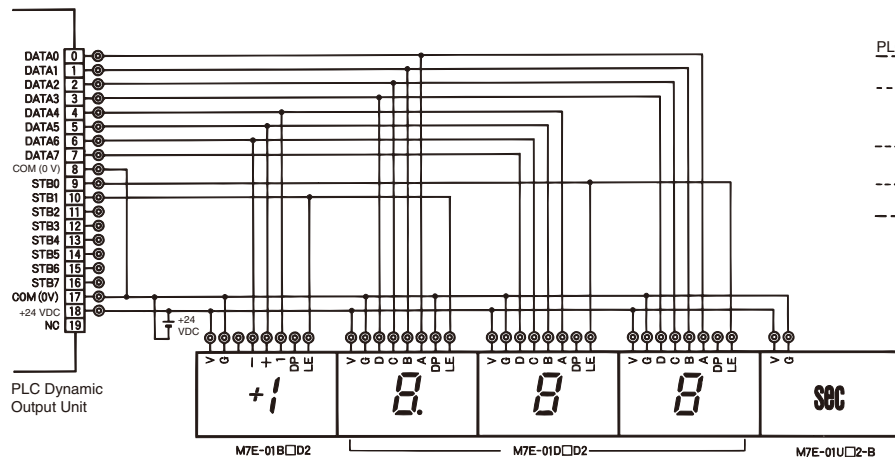 DATA0 0
DATA1 1
DATA2 2
DATA3 3
DATA4 4
DATA5 5
DATA6 6
DATA7 7
COM (0 V) 8
STB0 9
STB1 10
STB2 11
STB3 12
STB4 13
STB5 14
STB6 15
STB7 16
COM (0V) 17
+24 VDC 18
NC 19
+24
VDC
PLC Dynamic
Output Unit
PL
V G − + 1 DP LE
V G D C B A DP LE
V G D C B A DP LE
V G D C B A DP LE
V G
+1 8. 8 8 sec
M7E-01B□D2 M7E-01D□D2 M7E-01U□2-B